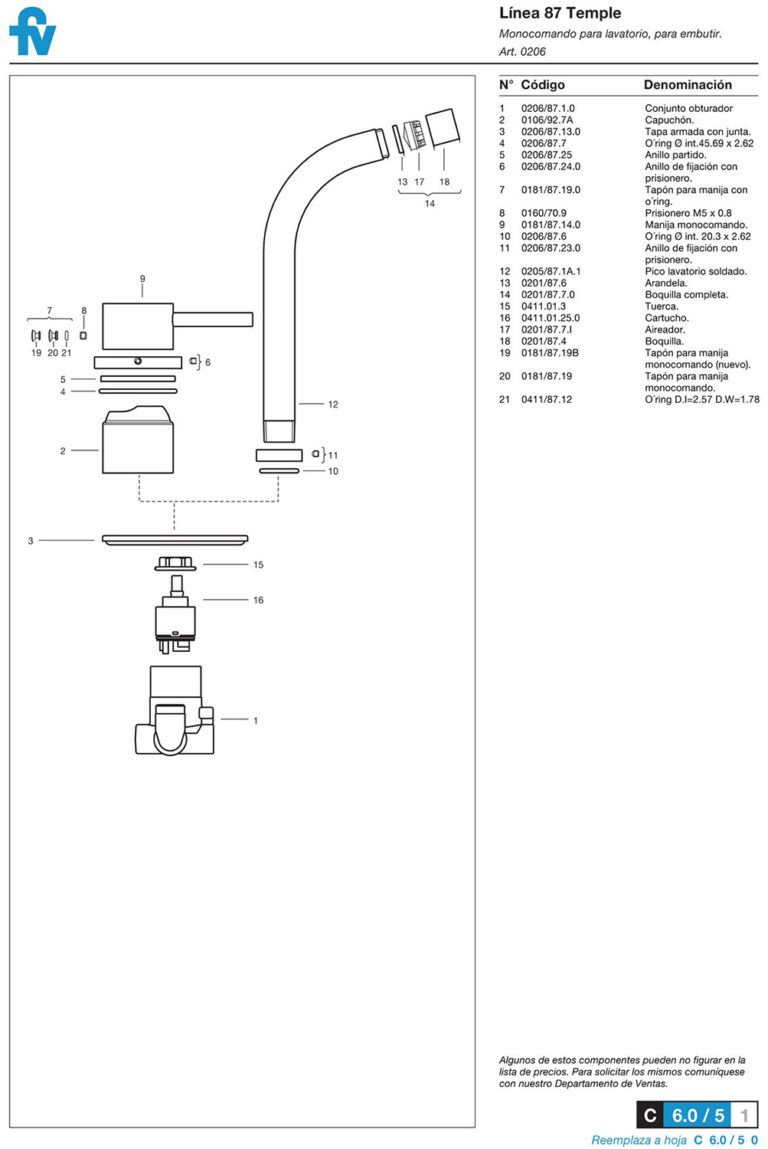 fv
Línea 87 Temple
Monocomando para lavatorio, para embutir.
Art. 0206
N° Código Denominación
1 0206/87.1.0 Conjunto obturador
2 0106/92.7A Capuchón.
3 0206/87.13.0 Tapa armada con junta.
4 0206/87.7 O´ring Ø int.45.69 x 2.62
5 0206/87.25 Anillo partido.
6 0206/87.24.0 Anillo de fijación con
prisionero.
7 0181/87.19.0 Tapón para manija con
o´ring.
8 0160/70.9 Prisionero M5 x 0.8
9 0181/87.14.0 Manija monocomando.
10 0206/87.6 O´ring Ø int. 20.3 x 2.62
11 0206/87.23.0 Anillo de fijación con
prisionero.
12 0205/87.1A.1 Pico lavatorio soldado.
13 0201/87.6 Arandela.
14 0201/87.7.0 Boquilla completa.
15 0411.01.3 Tuerca.
16 0411.01.25.0 Cartucho.
17 0201/87.7.I Aireador.
18 0201/87.4 Boquilla.
19 0181/87.19B Tapón para manija
monocomando (nuevo).
20 0181/87.19 Tapón para manija
monocomando.
21 0411/87.12 O´ring D.I=2.57 D.W=1.78
13 17 18
14
9
7 8
19 20 21
6
5
4
12
2
11
10
3
15
16
1
Algunos de estos componentes pueden no figurar en la
lista de precios. Para solicitar los mismos comuníquese
con nuestro Departamento de Ventas.
C 6.0 / 5 1
Reemplaza a hoja C 6.0 / 5 0